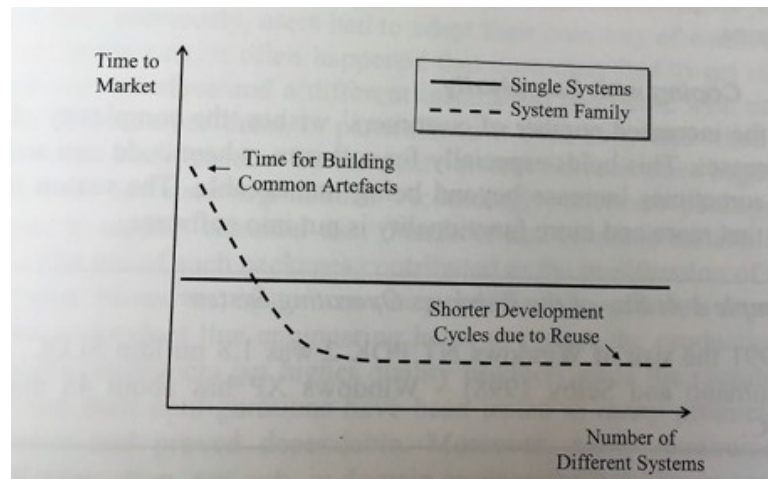 Time to
Market
Single Systems
System Family
Time for Building
Common Artefacts
Shorter Development
Cycles due to Reuse
Number of
Different Systems